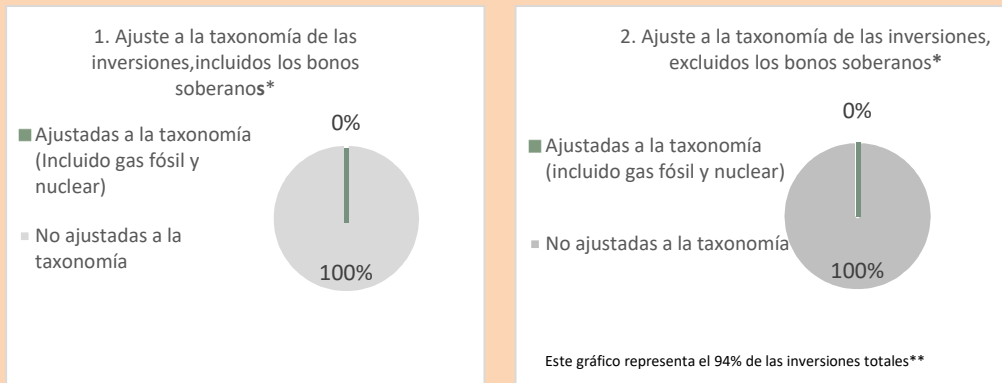 1. Ajuste a la taxonomía de las
inversiones,incluidos los bonos
soberanos*
Ajustadas a la taxonomía
(Incluido gas fósil y
nuclear)
No ajustadas a la
taxonomía
0%
100%
2. Ajuste a la taxonomía de las inversiones,
excluidos los bonos soberanos*
Ajustadas a la taxonomía
(incluido gas fósil y nuclear)
No ajustadas a la taxonomía
0%
100%
Este gráfico representa el 94% de las inversiones totales**